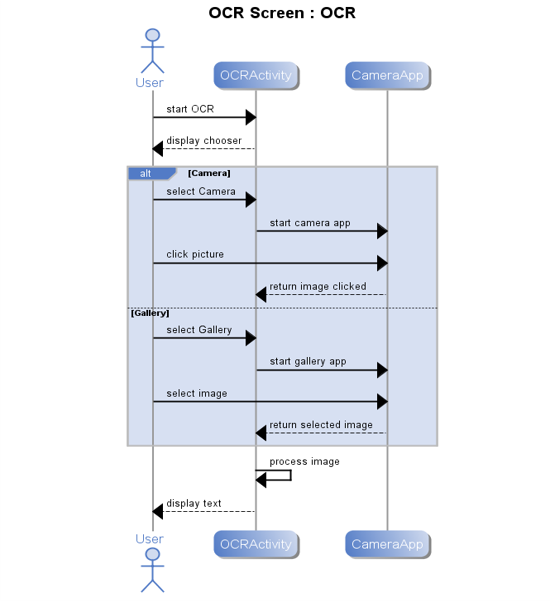 OCR Screen : OCR
User
OCRActivity
CameraApp
start OCR
display chooser
alt
[Camera]
select Camera
start camera app
click picture
return image clicked
[Gallery]
select Gallery
start gallery app
select image
return selected image
process image
display text
User
OCRActivity
CameraApp